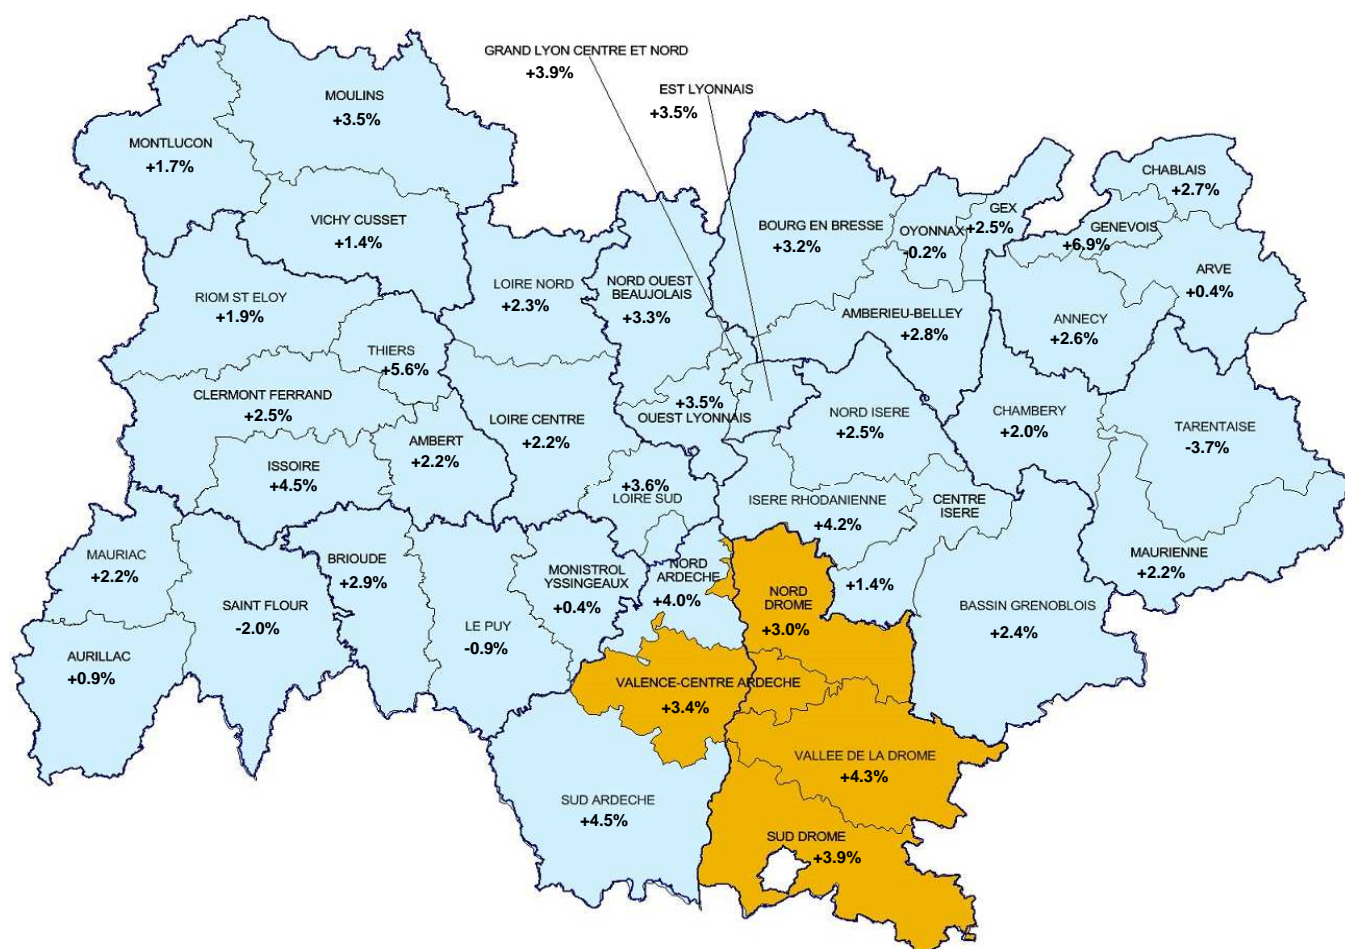 GRAND LYON CENTRE ET NORD
+3.9%
EST LYONNAIS
+3.5%
MOULINS
+3.5%
MONTLUCON
+1.7%
VICHY CUSSET
+1.4%
CHABLAIS
+2.7%
GEX
+2.5%
BOURG EN BRESSE
+3.2%
OYONNAX
-0.2%
GENEVOIS
+6.9%
ARVE
+0.4%
LOIRE NORD
+2.3%
NORD OUEST
BEAUJOLAIS
+3.3%
RIOM ST ELOY
+1.9%
AMBERIEU-BELLEY
+2.8%
ANNECY
+2.6%
THIERS
+5.6%
CLERMONT FERRAND
+2.5%
LOIRE CENTRE
+2.2%
+3.5%
OUEST LYONNAIS
NORD ISERE
+2.5%
CHAMBERY
+2.0%
TARENTAISE
-3.7%
AMBERT
+2.2%
ISSOIRE
+4.5%
+3.6%
LOIRE SUD
ISERE RHODANIENNE
+4.2%
CENTRE
ISERE
+1.4%
MAURIAC
+2.2%
BRIOUDE
+2.9%
MONISTROL
YSSINGEAUX
+0.4%
NORD
ARDECHE
+4.0%
MAURIENNE
+2.2%
SAINT FLOUR
-2.0%
LE PUY
-0.9%
NORD
DROME
+3.0%
BASSIN GRENOBLOIS
+2.4%
AURILLAC
+0.9%
VALENCE-CENTRE ARDECHE
+3.4%
VALLEE DE LA DROME
+4.3%
SUD ARDECHE
+4.5%
SUD DROME
+3.9%